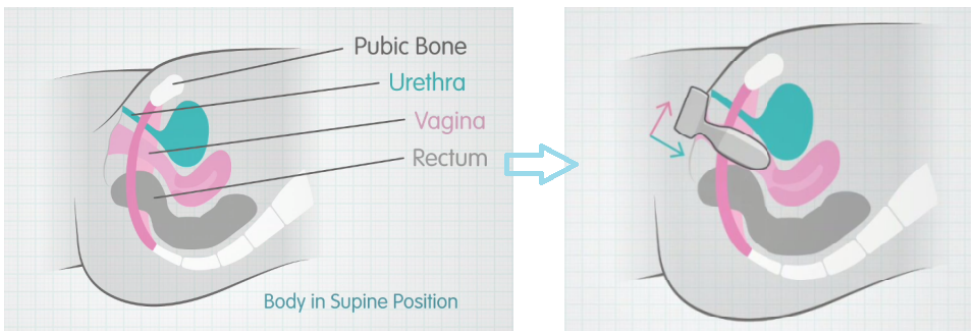 Pubic Bone
Urethra
Vagina
Rectum
Body in Supine Position